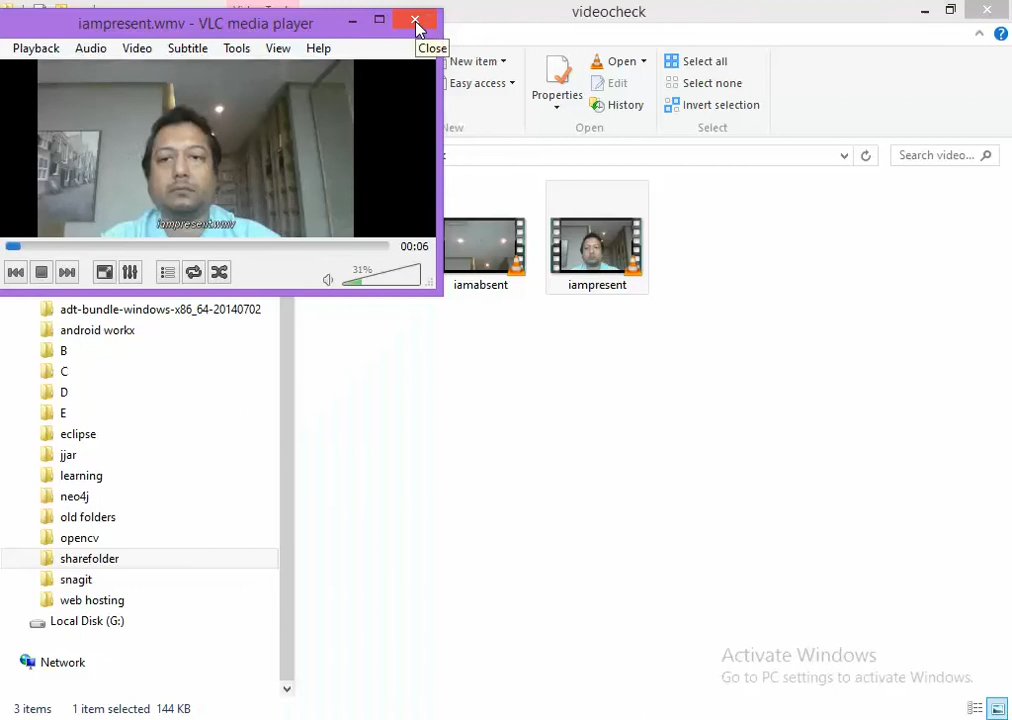 iampresent.wmv - VLC media player
videocheck
Playback Audio Video Subtitle Tools View Help
Close
New item
Easy access
New
Properties
Open
Edit
History
Open
Select all
Select none
Invert selection
Select
Search video...
iampresent.wmv
00:06
31%
iamabsent
iampresent
adt-bundle-windows-x86_64-20140702
android workx
B
C
D
E
eclipse
jjar
learning
neo4j
old folders
opencv
sharefolder
snagit
web hosting
Local Disk (G:)
Network
Activate Windows
Go to PC settings to activate Windows.
3 items 1 item selected 144 KB